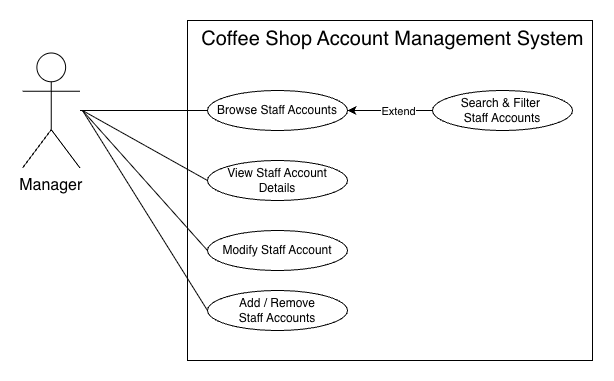 Coffee Shop Account Management System
Browse Staff Accounts
Extend
Search & Filter
Staff Accounts
View Staff Account
Details
Manager
Modify Staff Account
Add / Remove
Staff Accounts